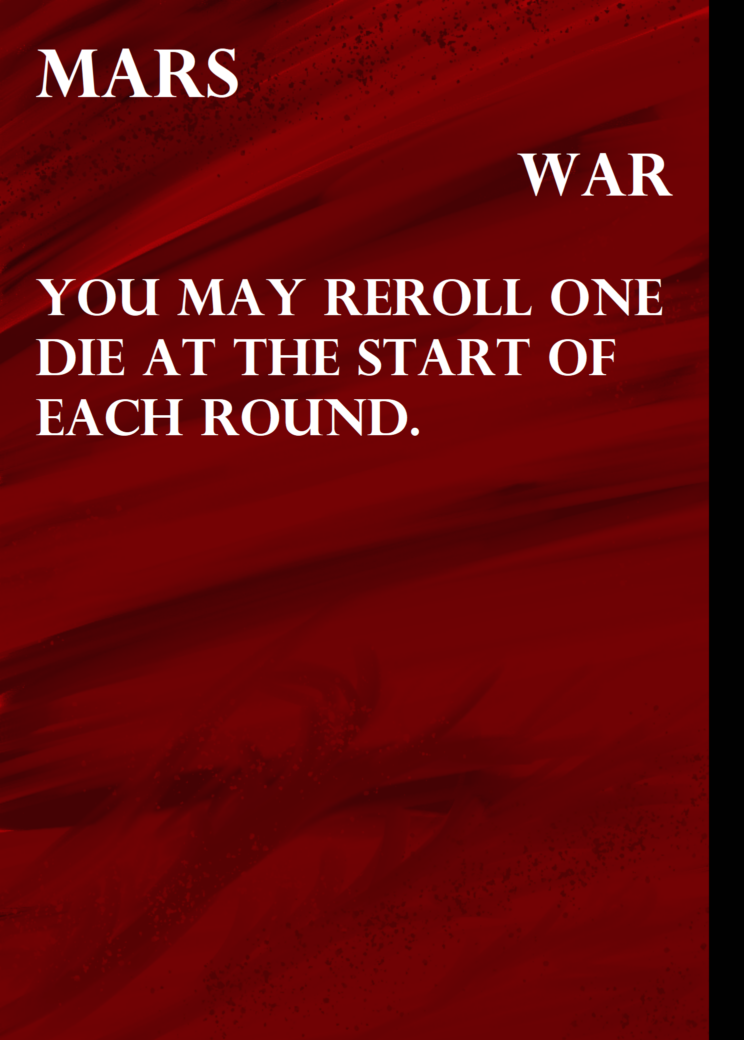 MARS
WAR
YOU MAY REROLL ONE
DIE AT THE START OF
EACH ROUND.